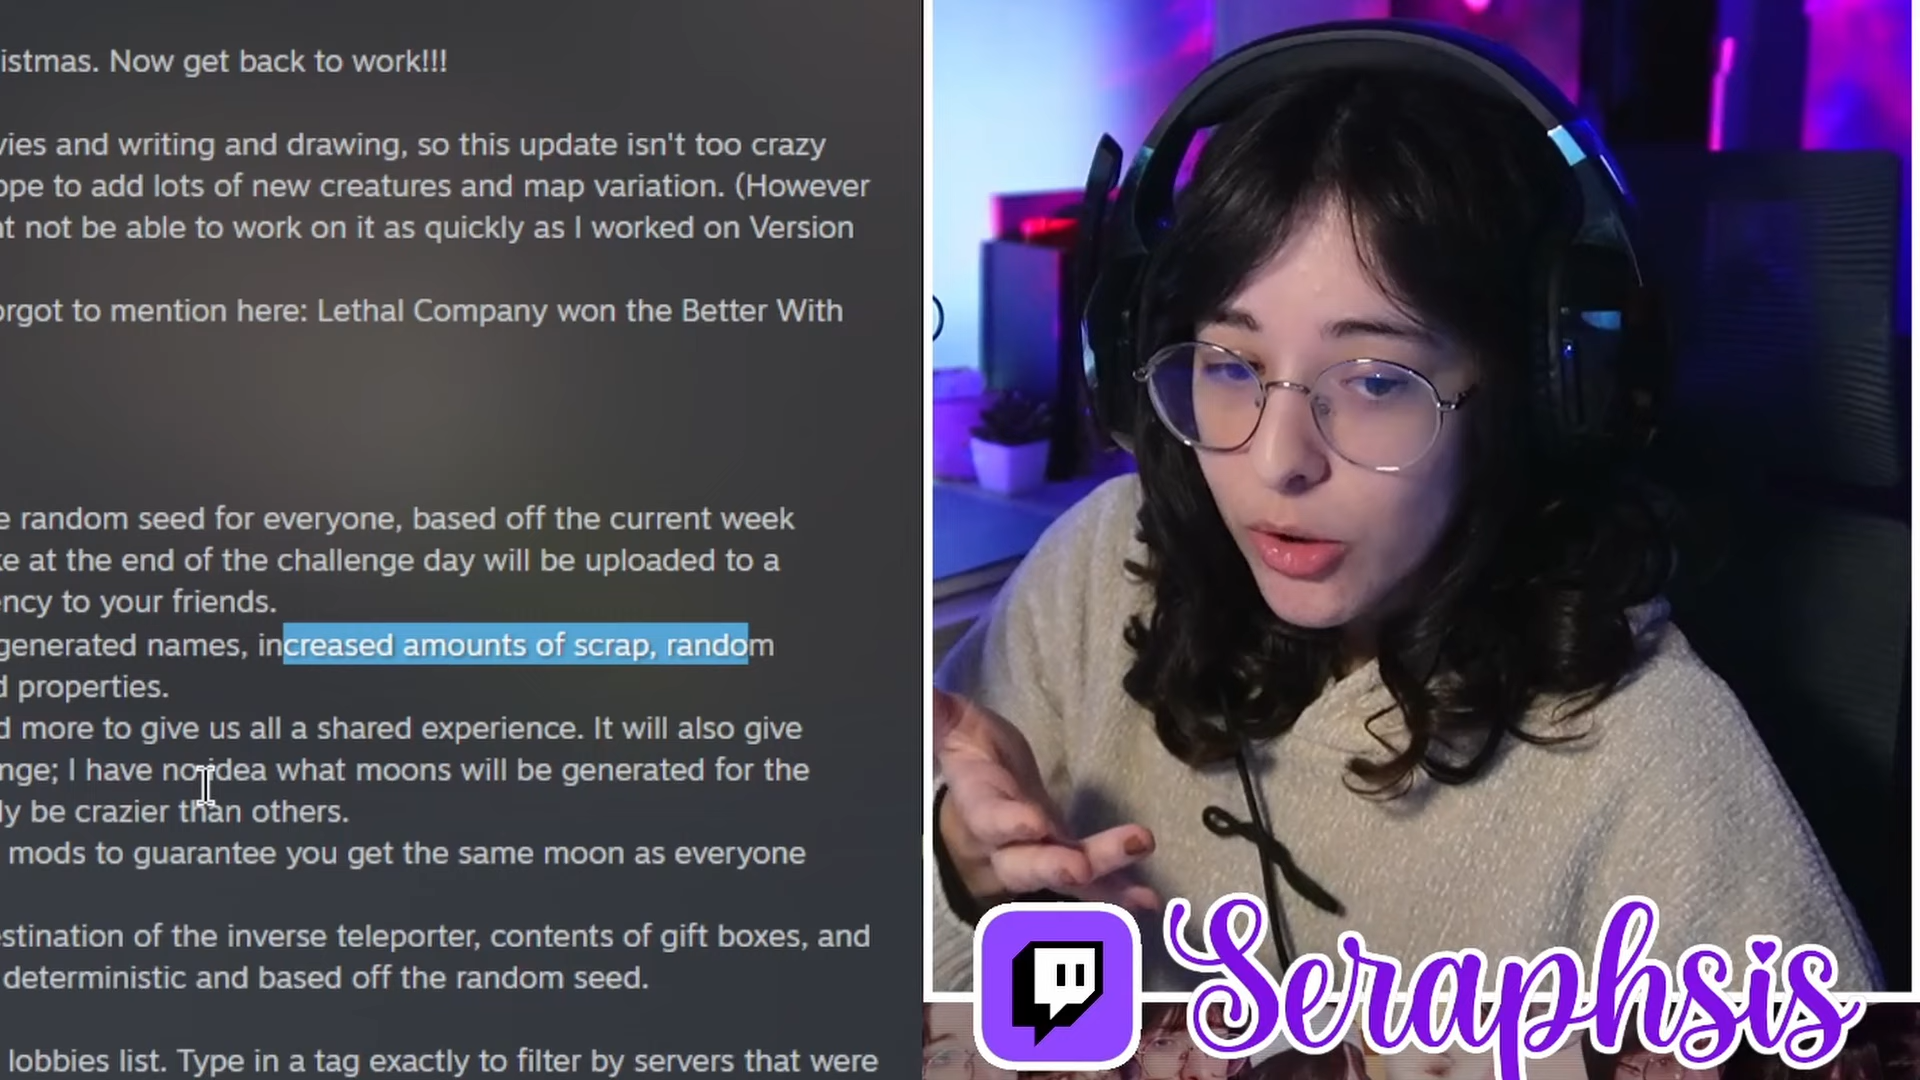 istmas. Now get back to work!!!
vies and writing and drawing, so this update isn't too crazy
ope to add lots of new creatures and map variation. (However
nt not be able to work on it as quickly as I worked on Version
orgot to mention here: Lethal Company won the Better With
e random seed for everyone, based off the current week
ke at the end of the challenge day will be uploaded to a
ency to your friends.
generated names, increased amounts of scrap, random
d properties.
d more to give us all a shared experience. It will also give
nge; I have no idea what moons will be generated for the
ly be crazier than others.
mods to guarantee you get the same moon as everyone
estination of the inverse teleporter, contents of gift boxes, and
deterministic and based off the random seed.
lobbies list. Type in a tag exactly to filter by servers that were
Seraphsis